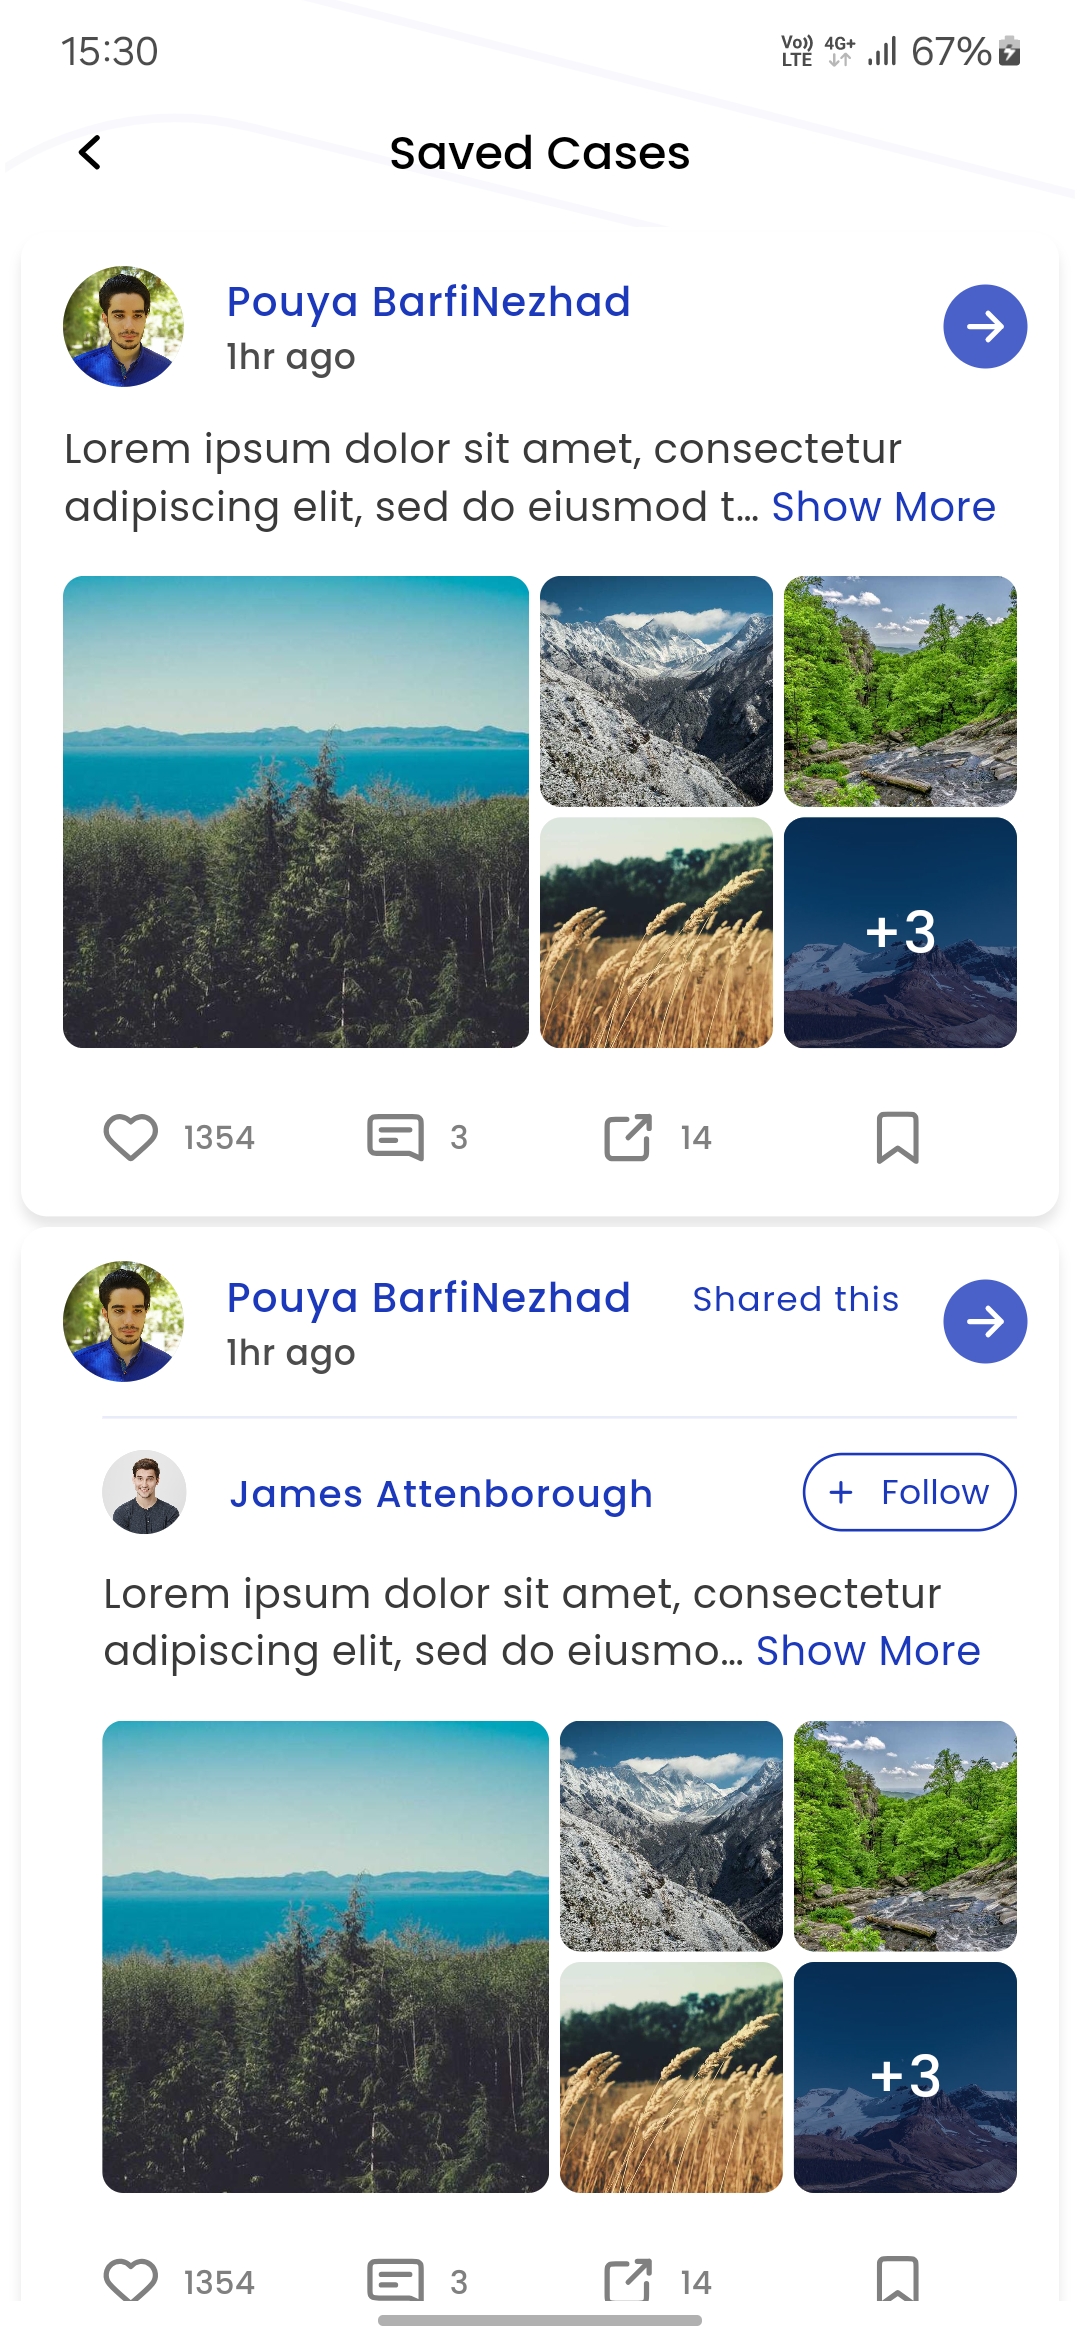 15:30
Vo)) LTE 4G+ 67%
Saved Cases
Pouya BarfiNezhad
1hr ago
Lorem ipsum dolor sit amet, consectetur
adipiscing elit, sed do eiusmod t... Show More
+3
1354 3 14
Pouya BarfiNezhad Shared this
1hr ago
James Attenborough + Follow
Lorem ipsum dolor sit amet, consectetur
adipiscing elit, sed do eiusmo... Show More
+3
1354 3 14